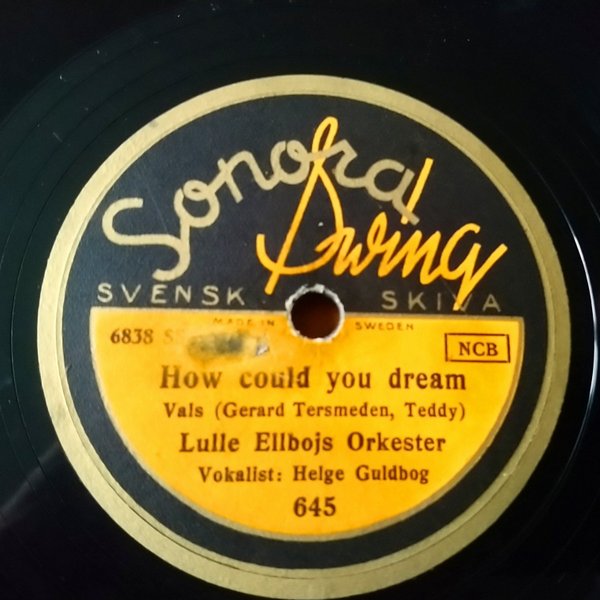 Sonora
Swing
SVENSK SKIVA
MADE IN SWEDEN
6838
NCB
How could you dream
Vals (Gerard Tersmeden, Teddy)
Lulle Ellbojs Orkester
Vokalist: Helge Guldbog
645